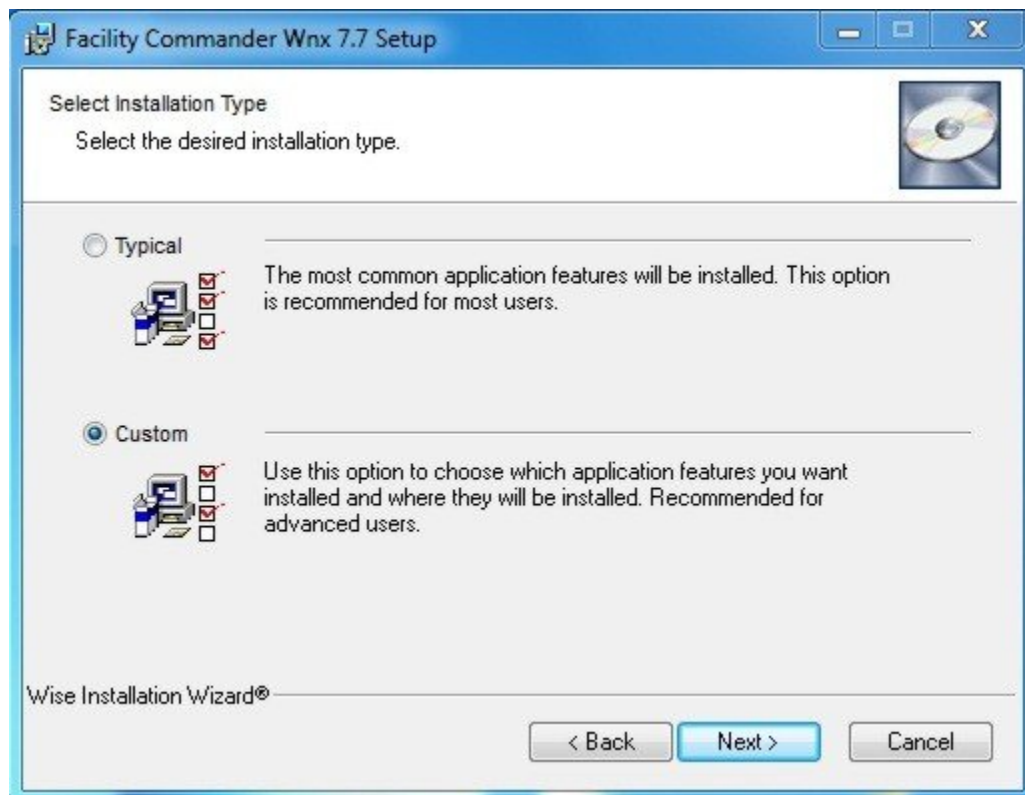 Facility Commander Wnx 7.7 Setup
Select Installation Type
Select the desired installation type.
Typical
The most common application features will be installed. This option
is recommended for most users.
Custom
Use this option to choose which application features you want
installed and where they will be installed. Recommended for
advanced users.
Wise Installation Wizard®
< Back
Next >
Cancel